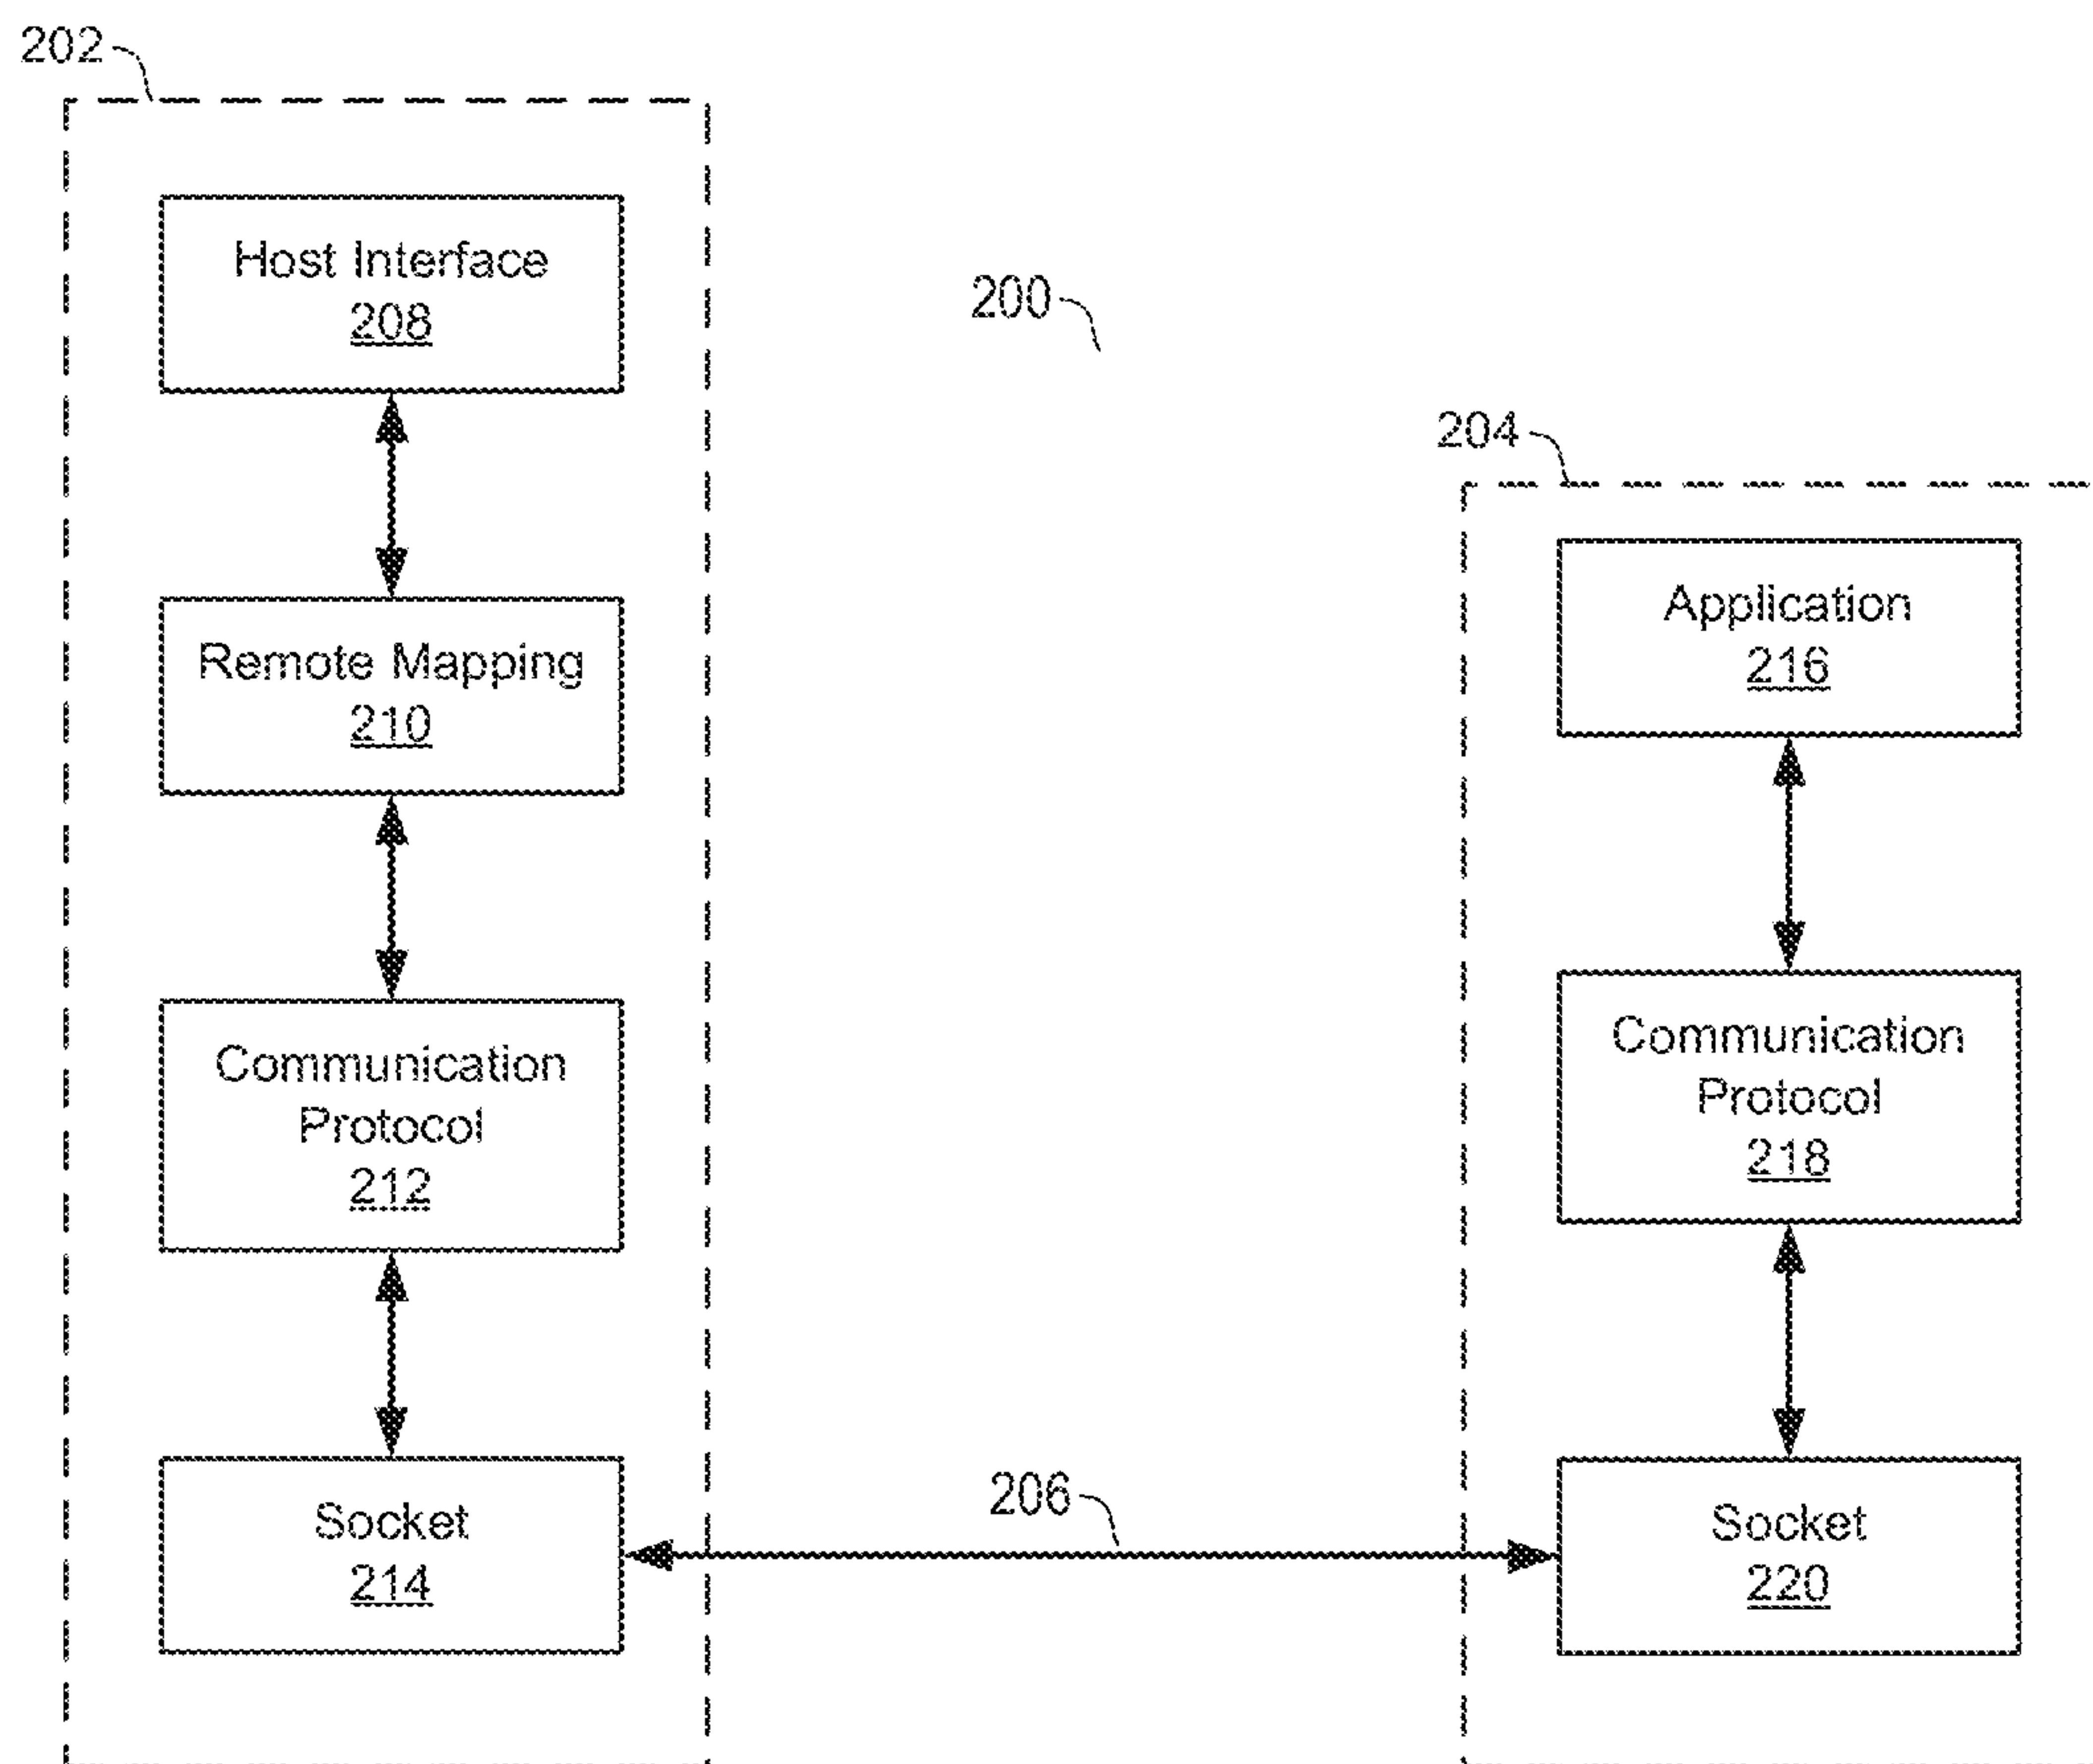 202
Host Interface
208
200
204
Remote Mapping
210
Application
216
Communication
Protocol
212
Communication
Protocol
218
206
Socket
214
Socket
220